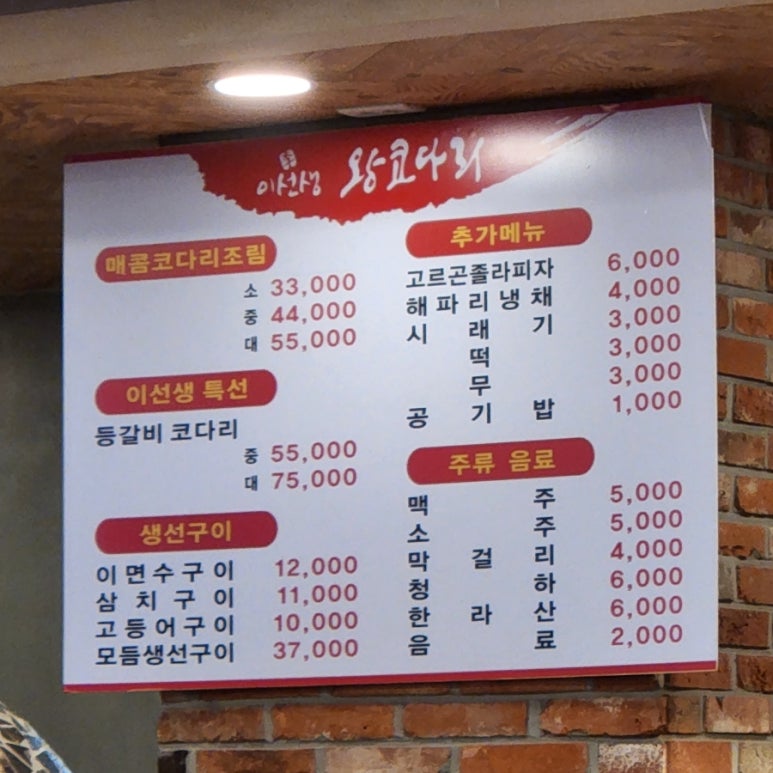 이선생 왕코다리
매콤코다리조림
소 33,000
중 44,000
대 55,000
이선생 특선
등갈비 코다리
중 55,000
대 75,000
생선구이
이면수구이 12,000
삼치구이 11,000
고등어구이 10,000
모듬생선구이 37,000
추가메뉴
고르곤졸라피자 6,000
해파리냉채 4,000
시래기 3,000
떡 3,000
무 3,000
공기밥 1,000
주류 음료
맥주 5,000
소주 5,000
막걸리 4,000
청하 6,000
한라산 6,000
음료 2,000